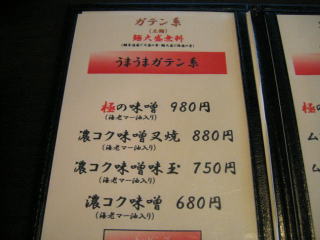 ガテン系
(太麺)
麺大盛無料
うまうまガテン系
極の味噌 980円
(海老マー油入り)
濃コク味噌叉焼 880円
(海老マー油入り)
濃コク味噌味玉 750円
(海老マー油入り)
濃コク味噌 680円
(海老マー油入り)
ム
ム